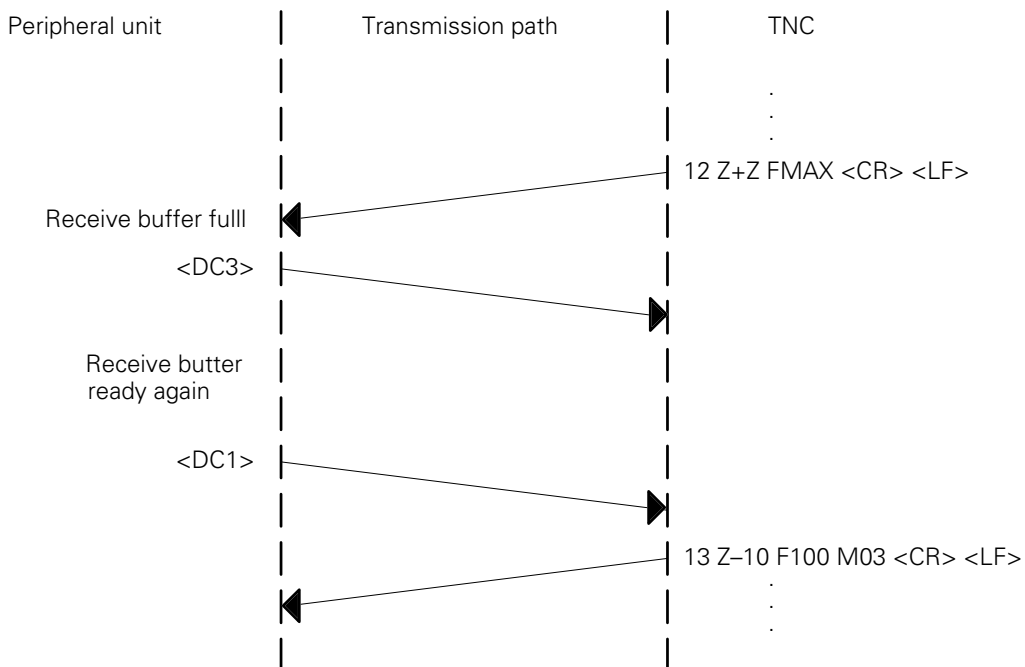 Peripheral unit
Transmission path
TNC
.
.
.
12 Z+Z FMAX <CR> <LF>
Receive buffer fulll
<DC3>
Receive butter
ready again
<DC1>
13 Z–10 F100 M03 <CR> <LF>
.
.
.